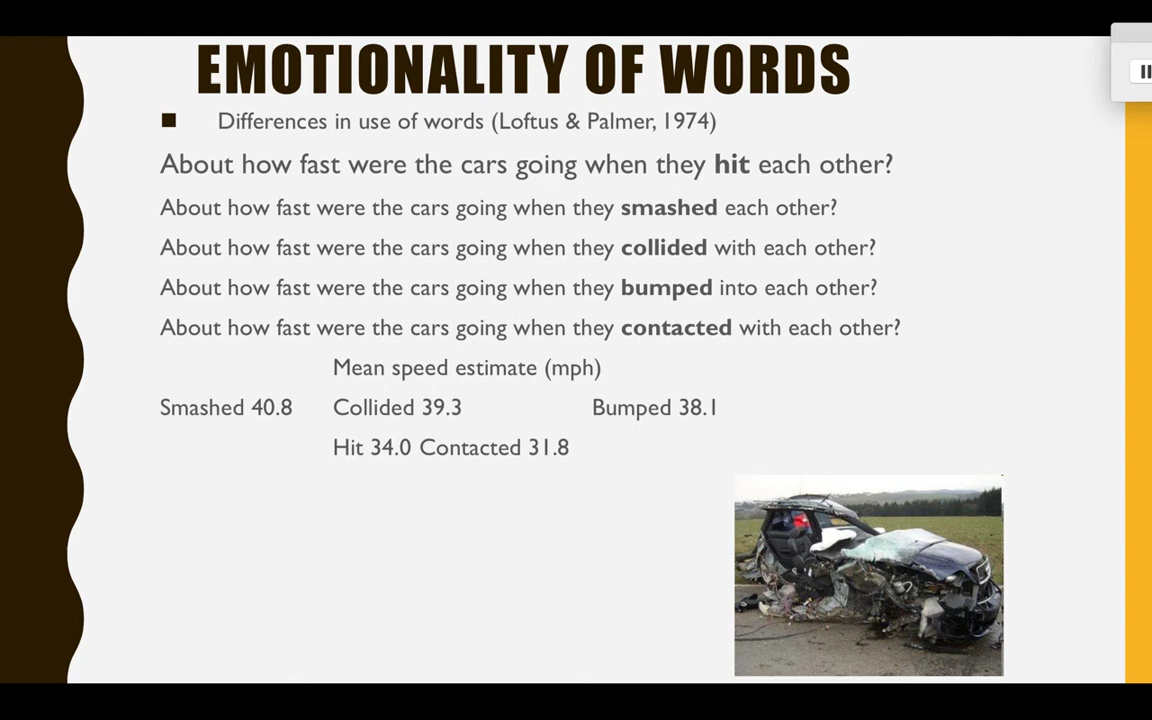 EMOTIONALITY OF WORDS
Differences in use of words (Loftus & Palmer, 1974)
About how fast were the cars going when they hit each other?
About how fast were the cars going when they smashed each other?
About how fast were the cars going when they collided with each other?
About how fast were the cars going when they bumped into each other?
About how fast were the cars going when they contacted with each other?
Mean speed estimate (mph)
Smashed 40.8 Collided 39.3 Bumped 38.1
Hit 34.0 Contacted 31.8